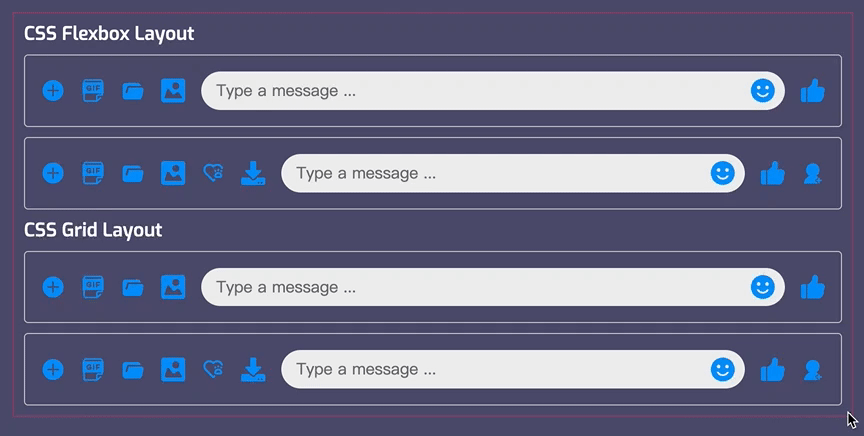 CSS Flexbox Layout
GIF Type a message ...
GIF Type a message ...
CSS Grid Layout
GIF Type a message ...
GIF Type a message ...